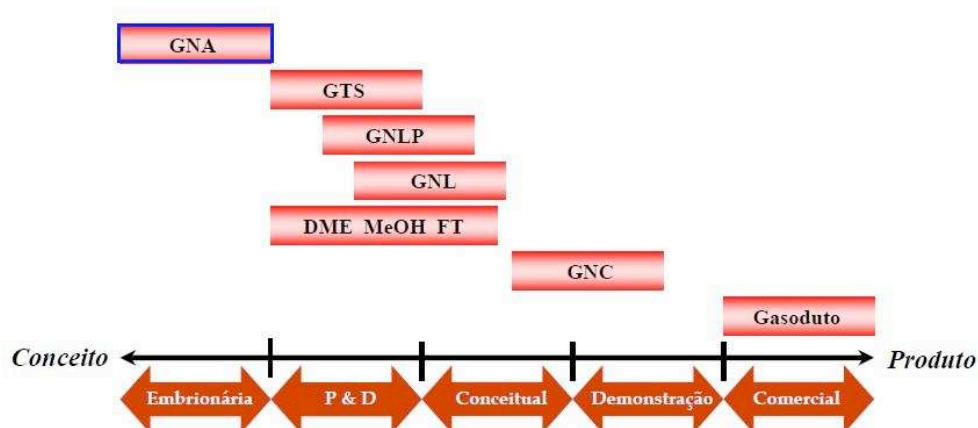 GNA
GTS
GNLP
GNL
DME MeOH FT
GNC
Gasoduto
Conceito Produto
Embrionária P & D Conceitual Demonstração Comercial